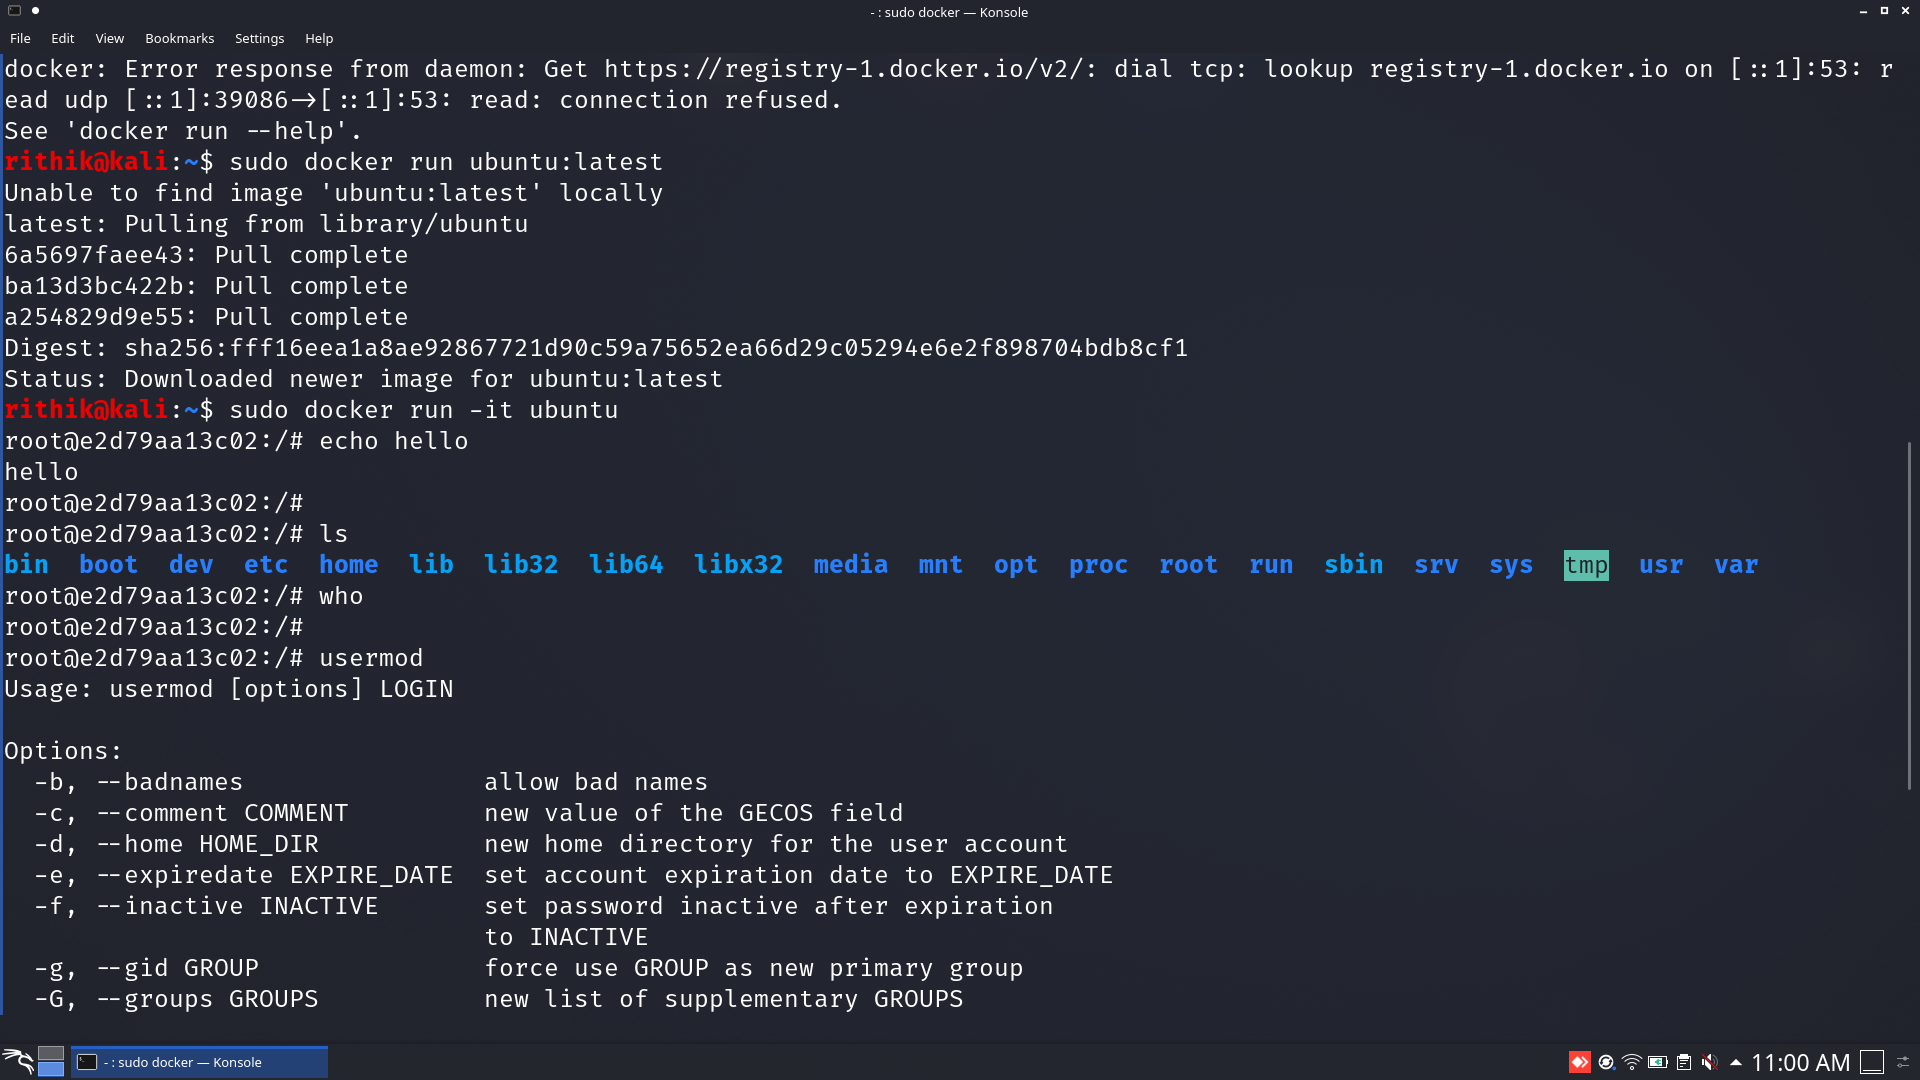 - : sudo docker — Konsole
File Edit View Bookmarks Settings Help
docker: Error response from daemon: Get https://registry-1.docker.io/v2/: dial tcp: lookup registry-1.docker.io on [::1]:53: r
ead udp [::1]:39086→[::1]:53: read: connection refused.
See 'docker run --help'.
rithik@kali:~$ sudo docker run ubuntu:latest
Unable to find image 'ubuntu:latest' locally
latest: Pulling from library/ubuntu
6a5697faee43: Pull complete
ba13d3bc422b: Pull complete
a254829d9e55: Pull complete
Digest: sha256:fff16eea1a8ae92867721d90c59a75652ea66d29c05294e6e2f898704bdb8cf1
Status: Downloaded newer image for ubuntu:latest
rithik@kali:~$ sudo docker run -it ubuntu
root@e2d79aa13c02:/# echo hello
hello
root@e2d79aa13c02:/#
root@e2d79aa13c02:/# ls
bin boot dev etc home lib lib32 lib64 libx32 media mnt opt proc root run sbin srv sys tmp usr var
root@e2d79aa13c02:/# who
root@e2d79aa13c02:/#
root@e2d79aa13c02:/# usermod
Usage: usermod [options] LOGIN
Options:
-b, --badnames allow bad names
-c, --comment COMMENT new value of the GECOS field
-d, --home HOME_DIR new home directory for the user account
-e, --expiredate EXPIRE_DATE set account expiration date to EXPIRE_DATE
-f, --inactive INACTIVE set password inactive after expiration
to INACTIVE
-g, --gid GROUP force use GROUP as new primary group
-G, --groups GROUPS new list of supplementary GROUPS
- : sudo docker — Konsole
11:00 AM